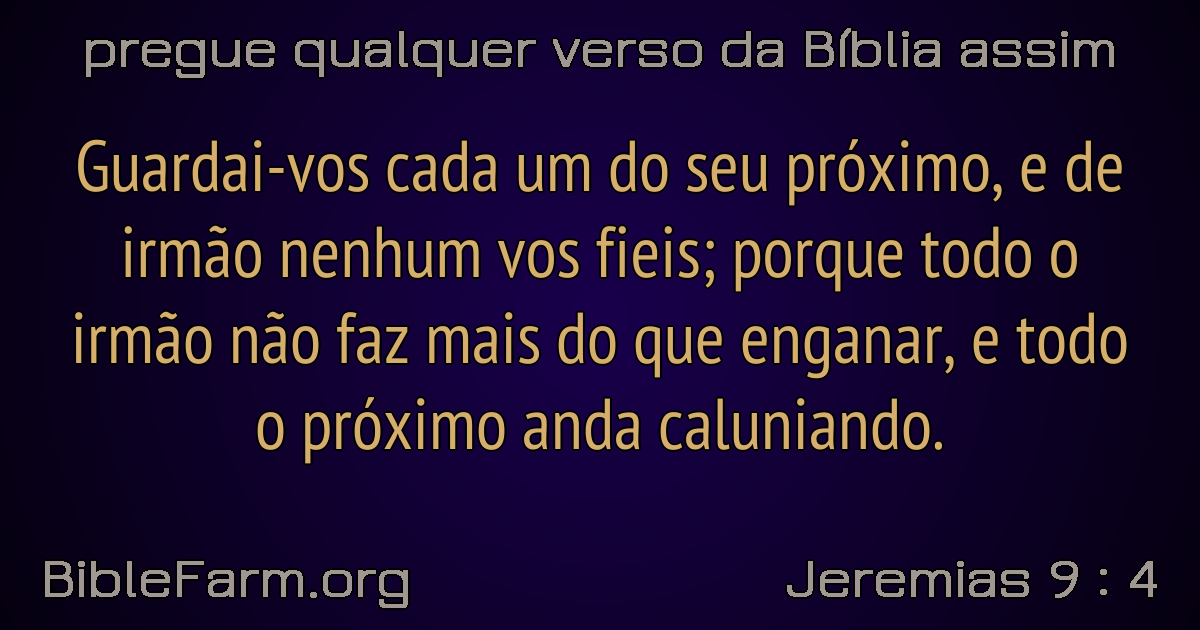 pregue qualquer verso da Bíblia assim
Guardai-vos cada um do seu próximo, e de
irmão nenhum vos fieis; porque todo o
irmão não faz mais do que enganar, e todo
o próximo anda caluniando.
BibleFarm.org
Jeremias 9 : 4